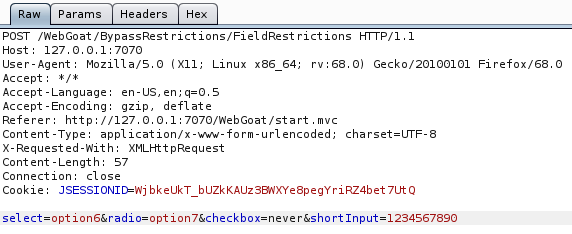 Raw Params Headers Hex
POST /WebGoat/BypassRestrictions/FieldRestrictions HTTP/1.1
Host: 127.0.0.1:7070
User-Agent: Mozilla/5.0 (X11; Linux x86_64; rv:68.0) Gecko/20100101 Firefox/68.0
Accept: */*
Accept-Language: en-US,en;q=0.5
Accept-Encoding: gzip, deflate
Referer: http://127.0.0.1:7070/WebGoat/start.mvc
Content-Type: application/x-www-form-urlencoded; charset=UTF-8
X-Requested-With: XMLHttpRequest
Content-Length: 57
Connection: close
Cookie: JSESSIONID=WjbkeUkT_bUZkKAUz3BWXYe8pegYriRZ4bet7UtQ
select=option6&radio=option7&checkbox=never&shortInput=1234567890